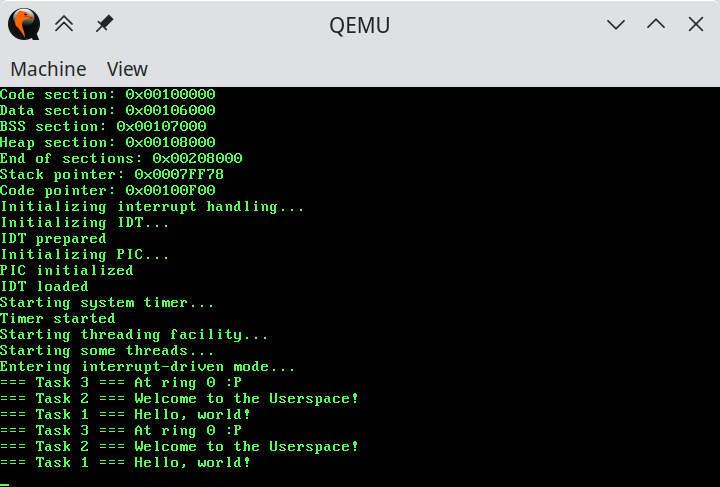 QEMU
Machine View
Code section: 0x00100000
Data section: 0x00106000
BSS section: 0x00107000
Heap section: 0x00108000
End of sections: 0x00208000
Stack pointer: 0x0007FF78
Code pointer: 0x00100F00
Initializing interrupt handling...
Initializing IDT...
IDT prepared
Initializing PIC...
PIC initialized
IDT loaded
Starting system timer...
Timer started
Starting threading facility...
Starting some threads...
Entering interrupt-driven mode...
=== Task 3 === At ring 0 :P
=== Task 2 === Welcome to the Userspace!
=== Task 1 === Hello, world!
=== Task 3 === At ring 0 :P
=== Task 2 === Welcome to the Userspace!
=== Task 1 === Hello, world!